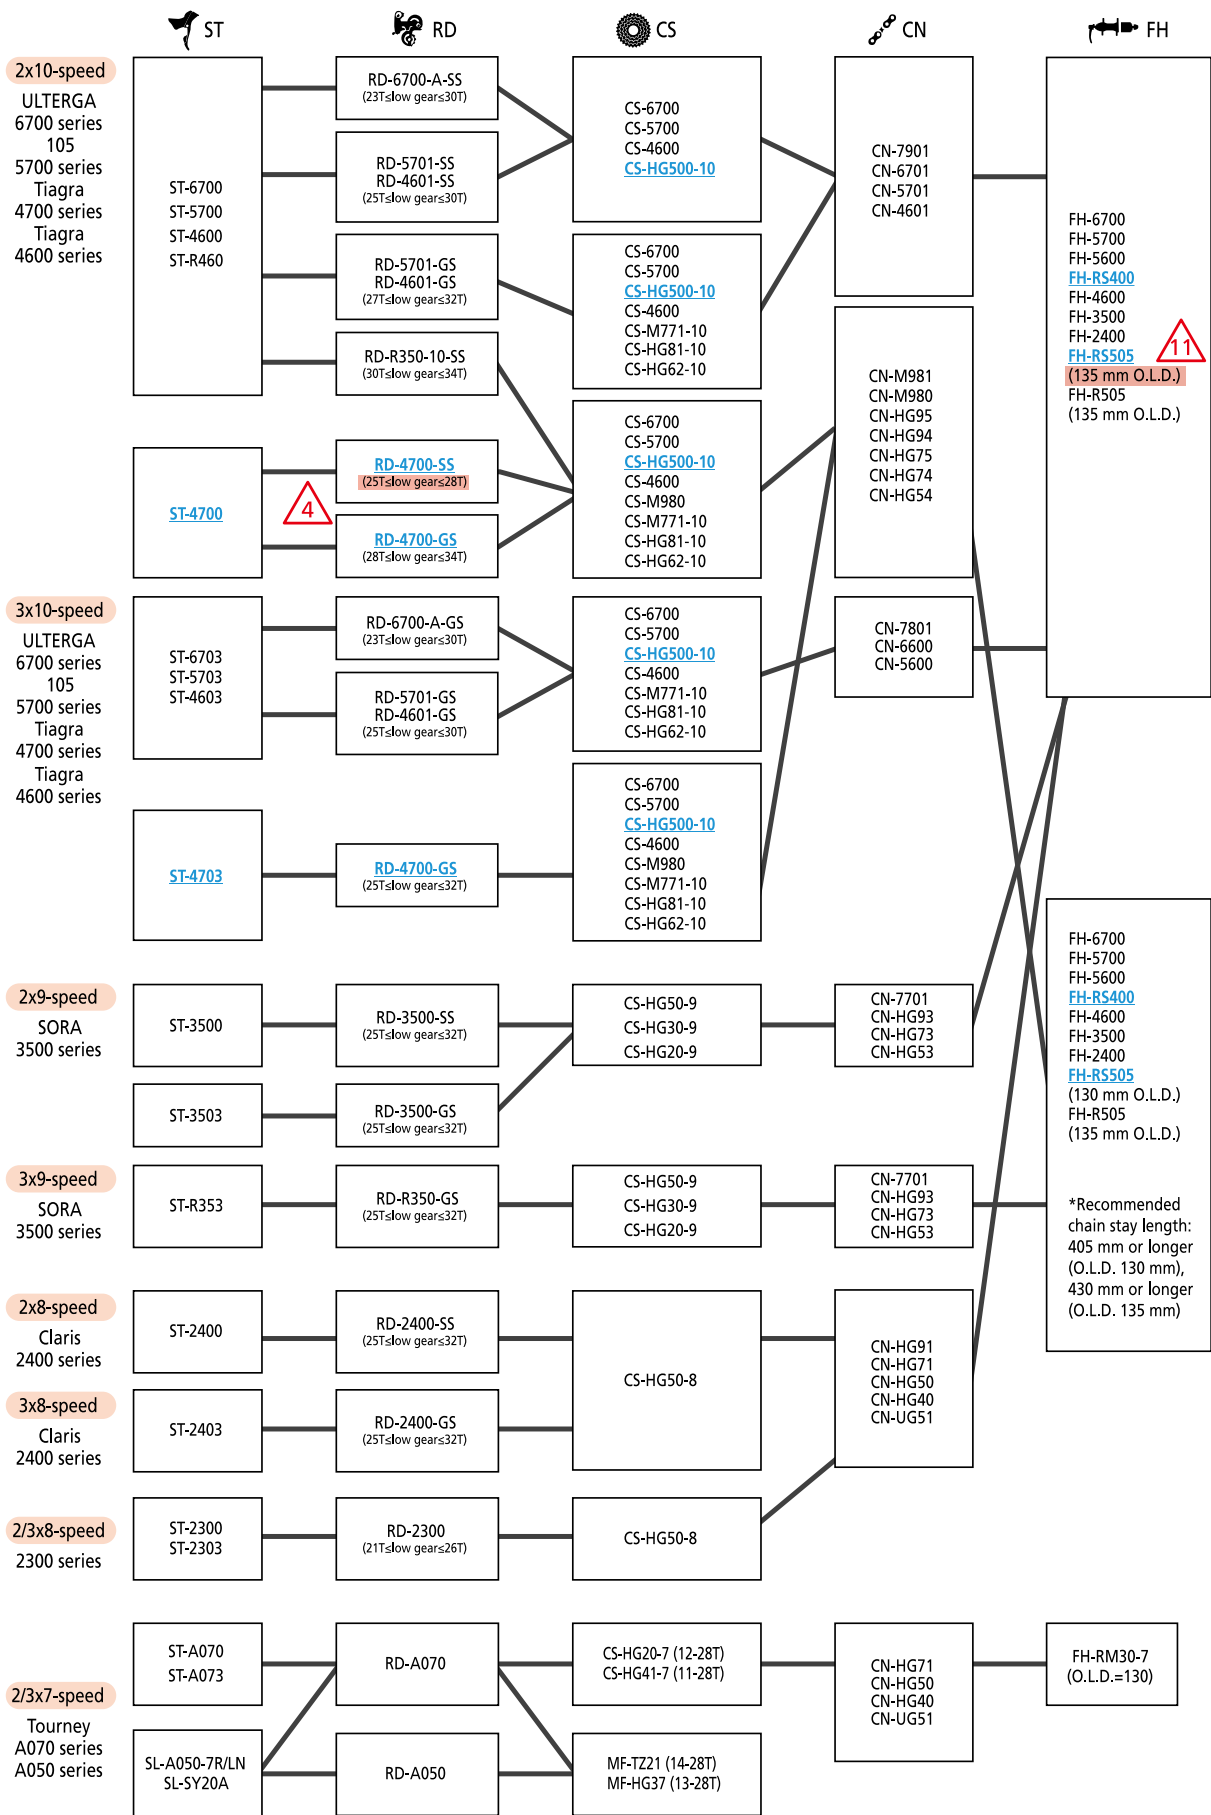 ST
RD
CS
CN
FH
2x10-speed
ULTERGA
6700 series
105
5700 series
Tiagra
4700 series
Tiagra
4600 series
ST-6700
ST-5700
ST-4600
ST-R460
RD-6700-A-SS
(23T≤low gear≤30T)
RD-5701-SS
RD-4601-SS
(25T≤low gear≤30T)
RD-5701-GS
RD-4601-GS
(27T≤low gear≤32T)
RD-R350-10-SS
(30T≤low gear≤34T)
CS-6700
CS-5700
CS-4600
CS-HG500-10
CS-6700
CS-5700
CS-HG500-10
CS-4600
CS-M771-10
CS-HG81-10
CS-HG62-10
CN-7901
CN-6701
CN-5701
CN-4601
FH-6700
FH-5700
FH-5600
FH-RS400
FH-4600
FH-3500
FH-2400
FH-RS505
(135 mm O.L.D.)
FH-R505
(135 mm O.L.D.)
11
ST-4700
4
RD-4700-SS
(25T≤low gear≤28T)
RD-4700-GS
(28T≤low gear≤34T)
CS-6700
CS-5700
CS-HG500-10
CS-4600
CS-M980
CS-M771-10
CS-HG81-10
CS-HG62-10
CN-M981
CN-M980
CN-HG95
CN-HG94
CN-HG75
CN-HG74
CN-HG54
3x10-speed
ULTERGA
6700 series
105
5700 series
Tiagra
4700 series
Tiagra
4600 series
ST-6703
ST-5703
ST-4603
RD-6700-A-GS
(23T≤low gear≤30T)
RD-5701-GS
RD-4601-GS
(25T≤low gear≤30T)
CS-6700
CS-5700
CS-HG500-10
CS-4600
CS-M771-10
CS-HG81-10
CS-HG62-10
CN-7801
CN-6600
CN-5600
ST-4703
RD-4700-GS
(25T≤low gear≤32T)
CS-6700
CS-5700
CS-HG500-10
CS-4600
CS-M980
CS-M771-10
CS-HG81-10
CS-HG62-10
FH-6700
FH-5700
FH-5600
FH-RS400
FH-4600
FH-3500
FH-2400
FH-RS505
(130 mm O.L.D.)
FH-R505
(135 mm O.L.D.)
*Recommended
chain stay length:
405 mm or longer
(O.L.D. 130 mm),
430 mm or longer
(O.L.D. 135 mm)
2x9-speed
SORA
3500 series
ST-3500
RD-3500-SS
(25T≤low gear≤32T)
CS-HG50-9
CS-HG30-9
CS-HG20-9
CN-7701
CN-HG93
CN-HG73
CN-HG53
ST-3503
RD-3500-GS
(25T≤low gear≤32T)
3x9-speed
SORA
3500 series
ST-R353
RD-R350-GS
(25T≤low gear≤32T)
CS-HG50-9
CS-HG30-9
CS-HG20-9
CN-7701
CN-HG93
CN-HG73
CN-HG53
2x8-speed
Claris
2400 series
ST-2400
RD-2400-SS
(25T≤low gear≤32T)
CS-HG50-8
CN-HG91
CN-HG71
CN-HG50
CN-HG40
CN-UG51
3x8-speed
Claris
2400 series
ST-2403
RD-2400-GS
(25T≤low gear≤32T)
2/3x8-speed
2300 series
ST-2300
ST-2303
RD-2300
(21T≤low gear≤26T)
CS-HG50-8
2/3x7-speed
Tourney
A070 series
A050 series
ST-A070
ST-A073
RD-A070
CS-HG20-7 (12-28T)
CS-HG41-7 (11-28T)
CN-HG71
CN-HG50
CN-HG40
CN-UG51
FH-RM30-7
(O.L.D.=130)
SL-A050-7R/LN
SL-SY20A
RD-A050
MF-TZ21 (14-28T)
MF-HG37 (13-28T)